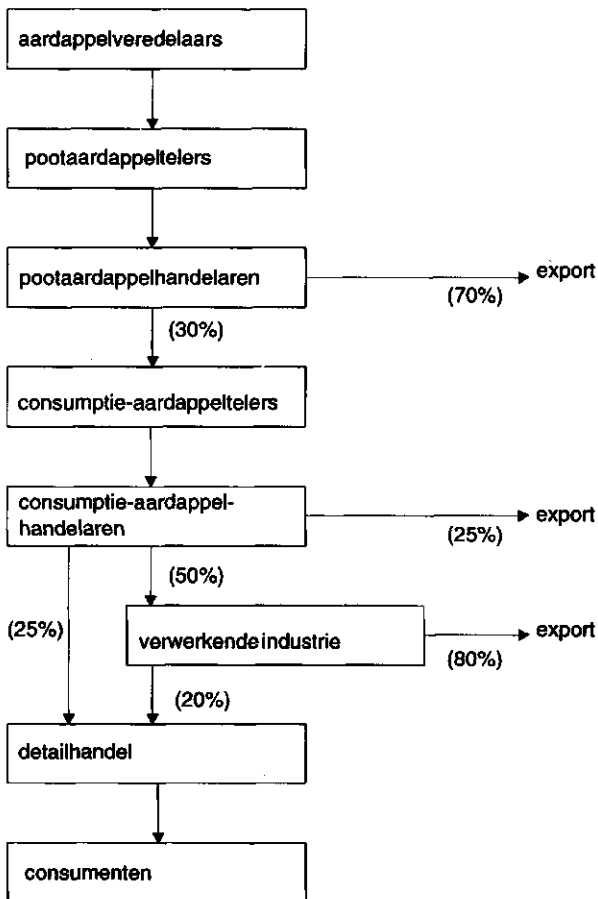 aardappelveredelaars
pootaardappeltelers
pootaardappelhandelaren
export
(70%)
(30%)
consumptie-aardappeltelers
consumptie-aardappel-
handelaren
export
(25%)
(50%)
(25%)
verwerkende industrie
export
(80%)
(20%)
detailhandel
consumenten